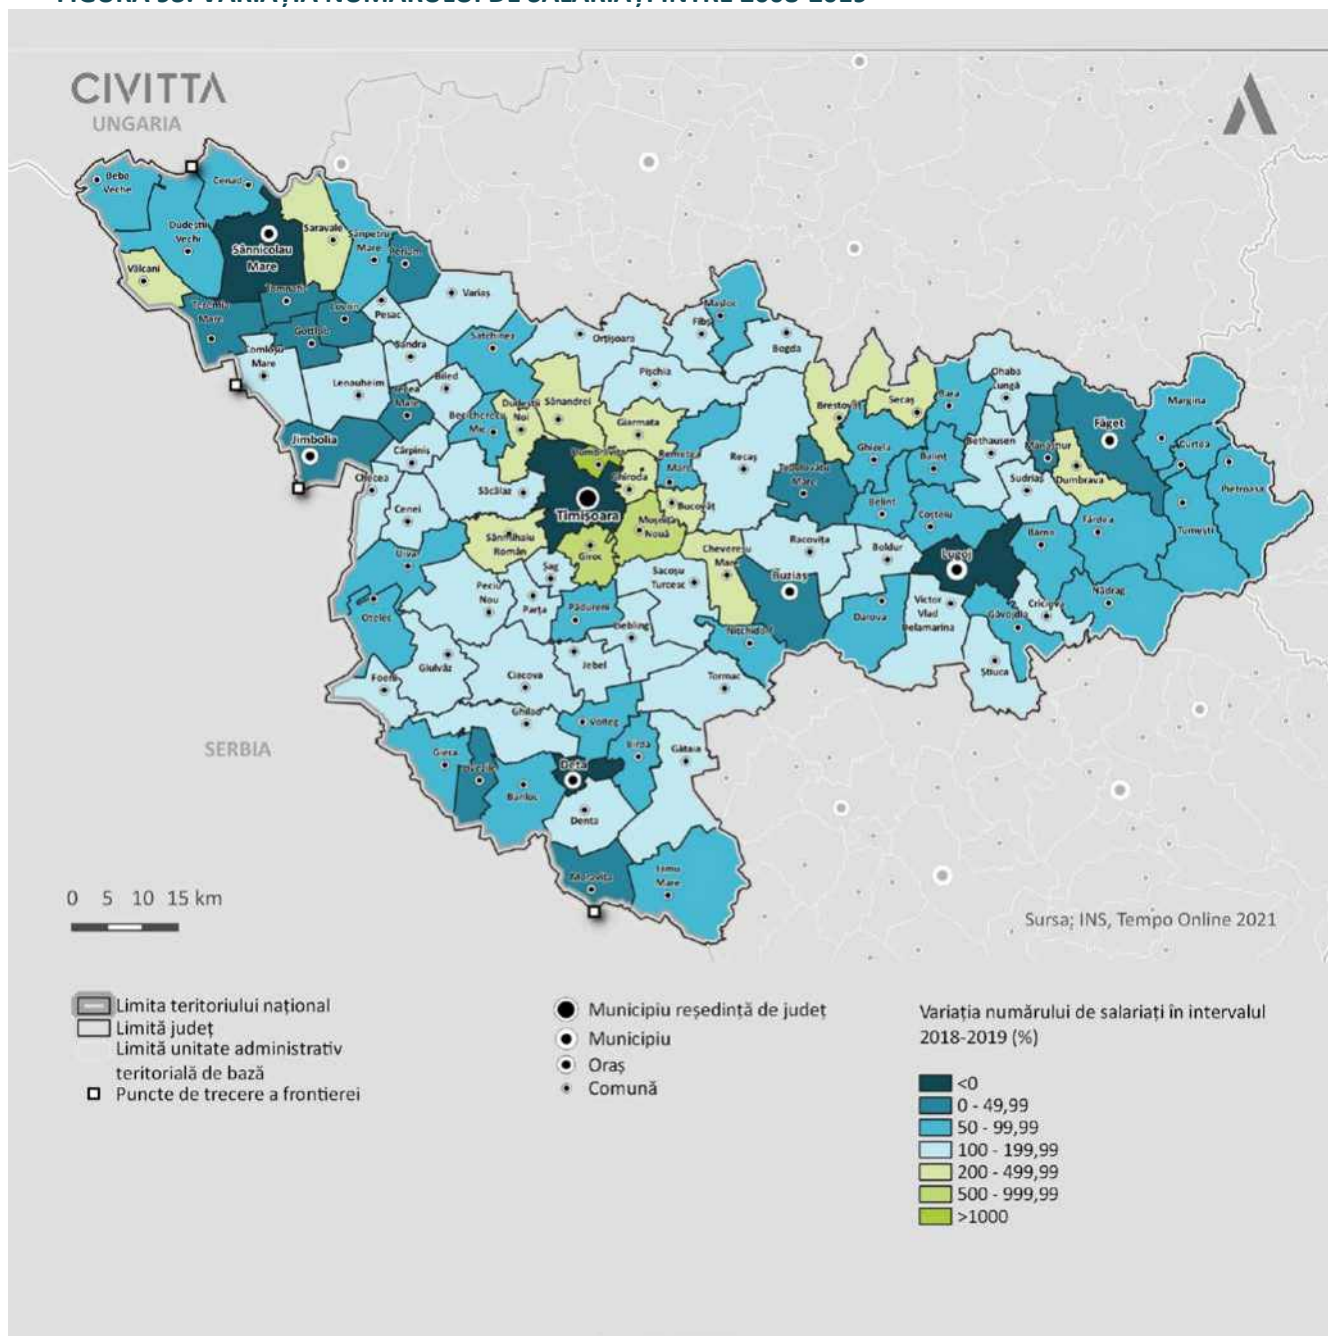 CIVITTA
UNGARIA
Beba
Veche
Cenad
Dudeștii
Vechi
Sânnicolau
Mare
Saravale
Sânpetru
Mare
Periam
Vălcani
Teremia
Mare
Tomnatic
Lovrin
Gottlob
Pesac
Variaș
Comloșu
Mare
Lenauheim
Șandra
Biled
Satchinez
Orțișoara
Fibiș
Mașloc
Bogda
Pișchia
Jimbolia
Mare
Cărpiniș
Becicherecu
Mic
Dudeștii
Noi
Sânandrei
Giarmata
Dumbrăvița
Ghiroda
Remetea
Mare
Recaș
Bucovăț
Brestovăț
Secaș
Bara
Ohaba
Lungă
Ghizela
Balinț
Bethausen
Mănăștiur
Dumbrava
Făget
Margina
Curtea
Pietroasa
Tomești
Fârdea
Sudriaș
Topolovățu
Mare
Belinț
Coștelu
Lugoj
Bârna
Nădrag
Criciova
Găvojdia
Știuca
Victor
Vlad
Delamarina
Darova
Boldur
Racovița
Buziaș
Nițchidorf
Cheveresu
Mare
Moșnița
Nouă
Timișoara
Giroc
Săcălaz
Sânmihaiu
Român
Cenei
Checea
Uivar
Otelec
Peciu
Nou
Șag
Parța
Pădureni
Sacoșu
Turcesc
Liebling
Jebel
Tormac
Giulvăz
Foeni
Ciacova
Ghilad
Voiteg
Birda
Gătaia
Giera
Banloc
Deta
Denta
Moravița
Jamu
Mare
SERBIA
0 5 10 15 km
Sursa; INS, Tempo Online 2021
Limita teritoriului național
Limită județ
Limită unitate administrativ
teritorială de bază
Puncte de trecere a frontierei
Municipiu reședință de județ
Municipiu
Oraș
Comună
Variația numărului de salariați în intervalul
2018-2019 (%)
<0
0 - 49,99
50 - 99,99
100 - 199,99
200 - 499,99
500 - 999,99
>1000